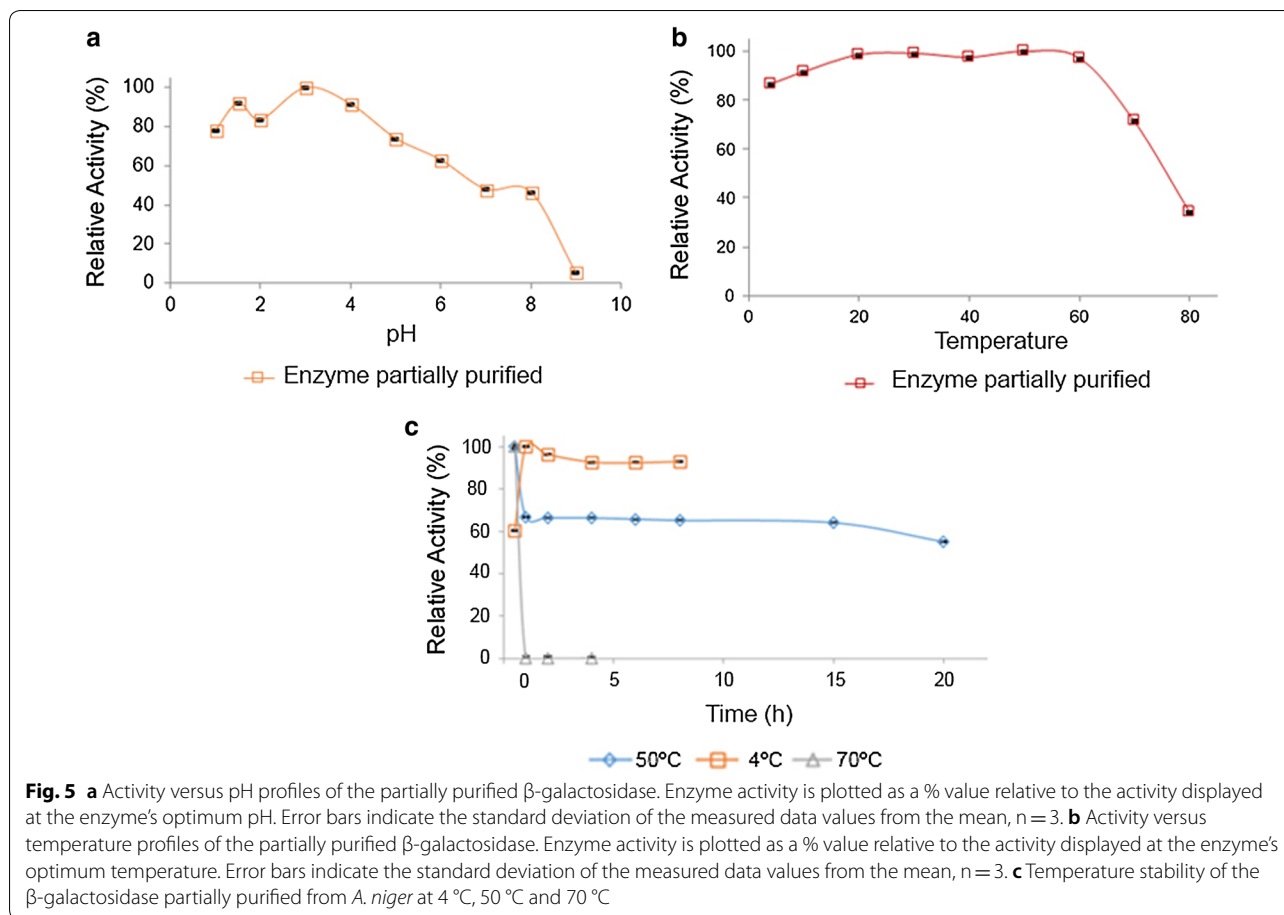 a
Relative Activity (%)
100
80
60
40
20
0
0 2 4 6 8 10
pH
Enzyme partially purified
b
Relative Activity (%)
100
80
60
40
20
0
0 20 40 60 80
Temperature
Enzyme partially purified
c
Relative Activity (%)
100
80
60
40
20
0
0 5 10 15 20
Time (h)
50ºC 4ºC 70ºC
Fig. 5 a Activity versus pH profiles of the partially purified β-galactosidase. Enzyme activity is plotted as a % value relative to the activity displayed
at the enzyme's optimum pH. Error bars indicate the standard deviation of the measured data values from the mean, n = 3. b Activity versus
temperature profiles of the partially purified β-galactosidase. Enzyme activity is plotted as a % value relative to the activity displayed at the enzyme's
optimum temperature. Error bars indicate the standard deviation of the measured data values from the mean, n = 3. c Temperature stability of the
β-galactosidase partially purified from A. niger at 4 °C, 50 °C and 70 °C